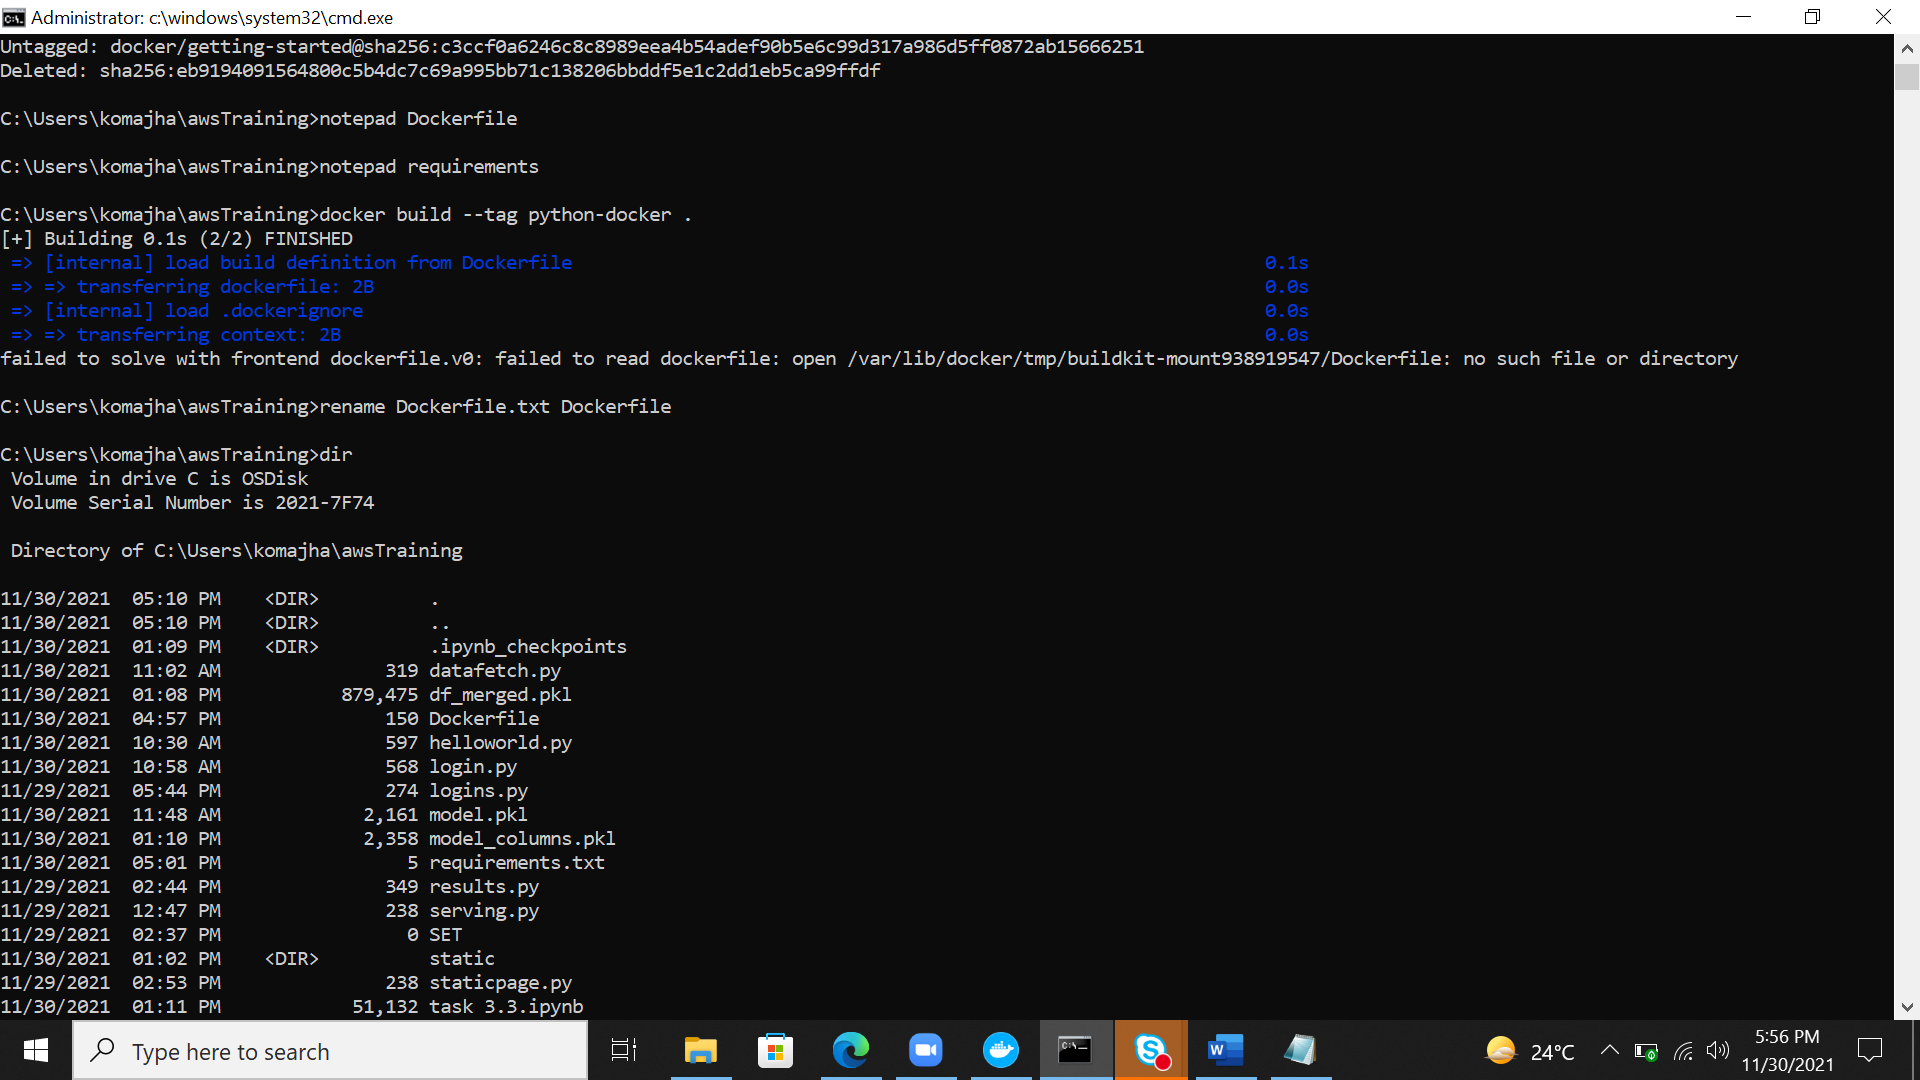 Administrator: c:\windows\system32\cmd.exe
Untagged: docker/getting-started@sha256:c3ccf0a6246c8c8989eea4b54adef90b5e6c99d317a986d5ff0872ab15666251
Deleted: sha256:eb9194091564800c5b4dc7c69a995bb71c138206bbddf5e1c2dd1eb5ca99ffdf
C:\Users\komajha\awsTraining>notepad Dockerfile
C:\Users\komajha\awsTraining>notepad requirements
C:\Users\komajha\awsTraining>docker build --tag python-docker .
[+] Building 0.1s (2/2) FINISHED
=> [internal] load build definition from Dockerfile 0.1s
=> => transferring dockerfile: 2B 0.0s
=> [internal] load .dockerignore 0.0s
=> => transferring context: 2B 0.0s
failed to solve with frontend dockerfile.v0: failed to read dockerfile: open /var/lib/docker/tmp/buildkit-mount938919547/Dockerfile: no such file or directory
C:\Users\komajha\awsTraining>rename Dockerfile.txt Dockerfile
C:\Users\komajha\awsTraining>dir
Volume in drive C is OSDisk
Volume Serial Number is 2021-7F74
Directory of C:\Users\komajha\awsTraining
11/30/2021 05:10 PM <DIR> .
11/30/2021 05:10 PM <DIR> ..
11/30/2021 01:09 PM <DIR> .ipynb_checkpoints
11/30/2021 11:02 AM 319 datafetch.py
11/30/2021 01:08 PM 879,475 df_merged.pkl
11/30/2021 04:57 PM 150 Dockerfile
11/30/2021 10:30 AM 597 helloworld.py
11/30/2021 10:58 AM 568 login.py
11/29/2021 05:44 PM 274 logins.py
11/30/2021 11:48 AM 2,161 model.pkl
11/30/2021 01:10 PM 2,358 model_columns.pkl
11/30/2021 05:01 PM 5 requirements.txt
11/29/2021 02:44 PM 349 results.py
11/29/2021 12:47 PM 238 serving.py
11/29/2021 02:37 PM 0 SET
11/30/2021 01:02 PM <DIR> static
11/29/2021 02:53 PM 238 staticpage.py
11/30/2021 01:11 PM 51,132 task 3.3.ipynb
Type here to search
24°C
5:56 PM
11/30/2021